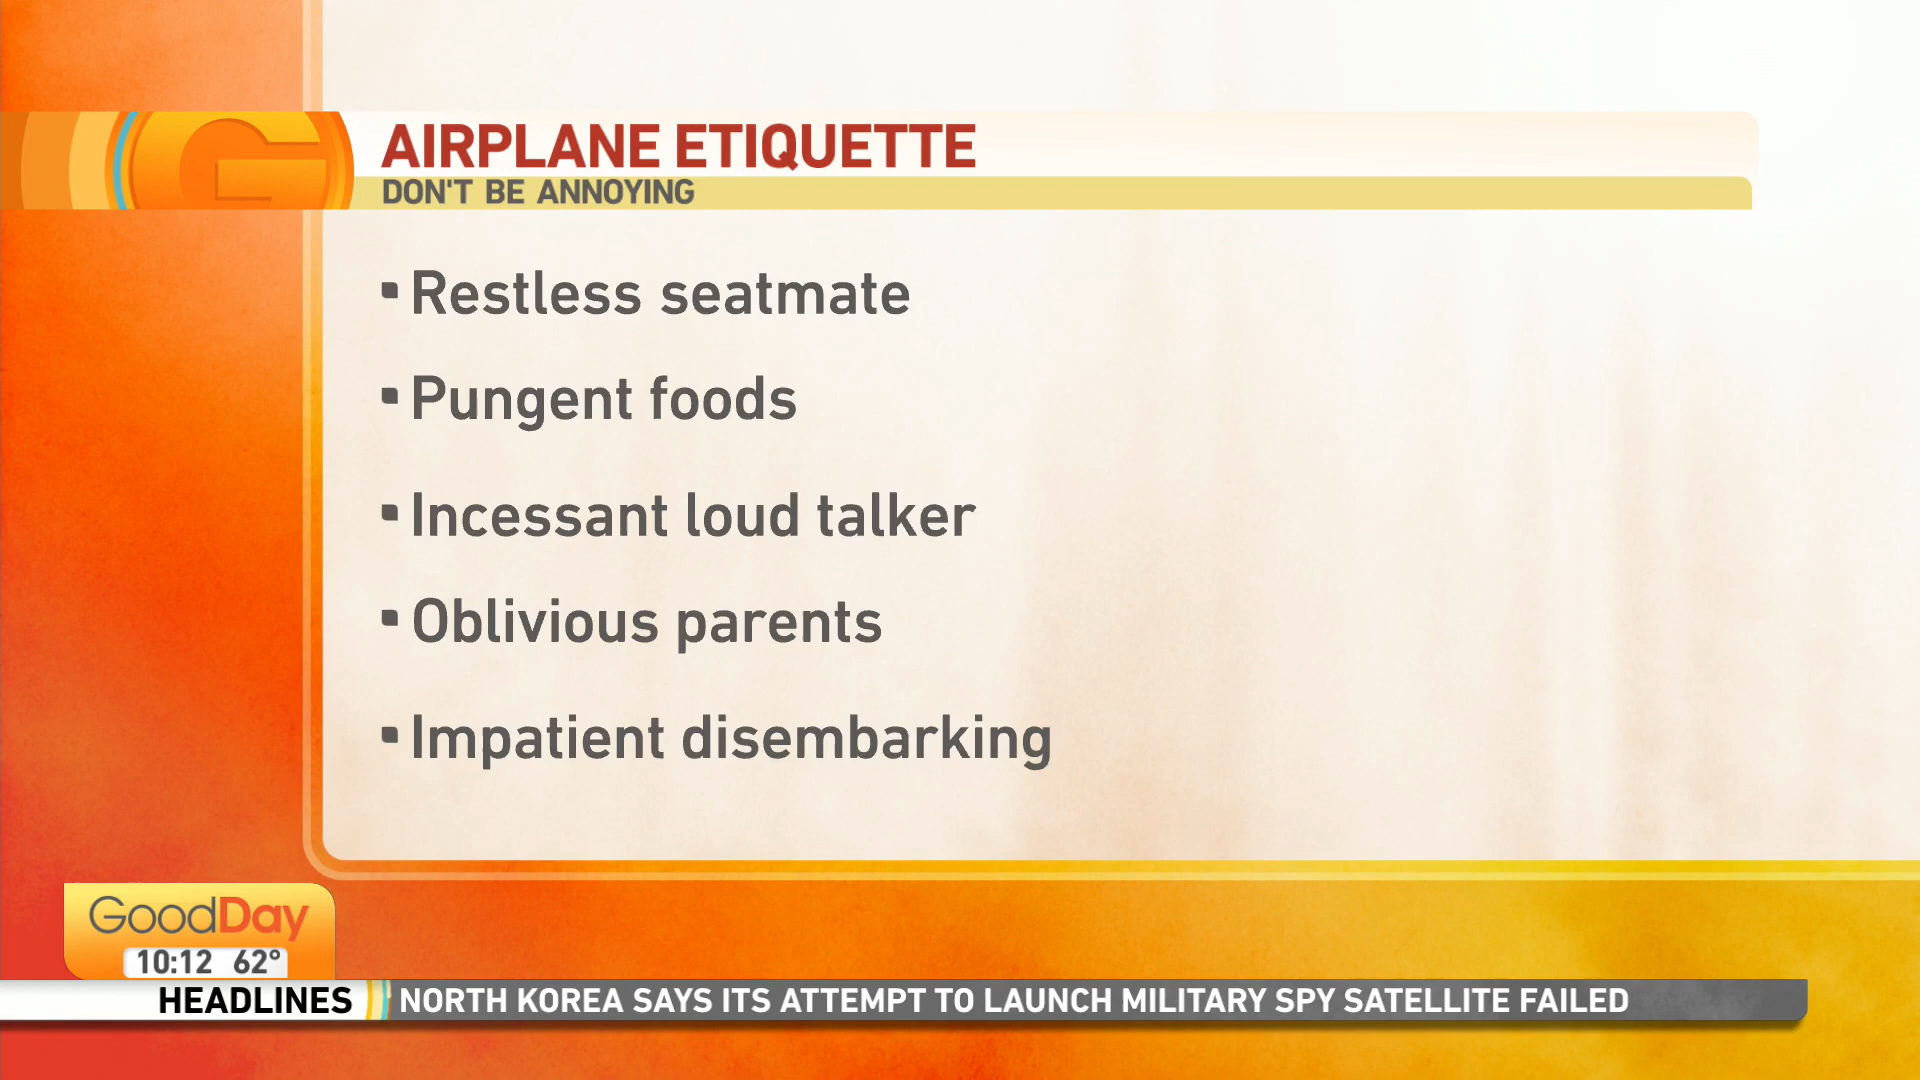 AIRPLANE ETIQUETTE
DON'T BE ANNOYING
▪ Restless seatmate
▪ Pungent foods
▪ Incessant loud talker
▪ Oblivious parents
▪ Impatient disembarking
GoodDay
10:12 62°
HEADLINES NORTH KOREA SAYS ITS ATTEMPT TO LAUNCH MILITARY SPY SATELLITE FAILED